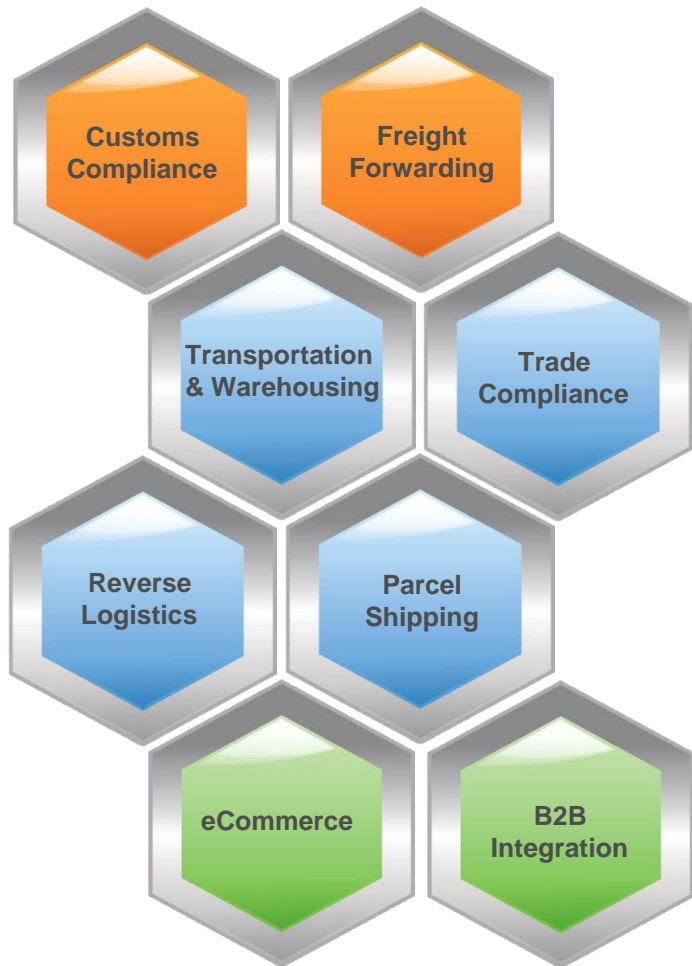 Customs
Compliance
Freight
Forwarding
Transportation
& Warehousing
Trade
Compliance
Reverse
Logistics
Parcel
Shipping
eCommerce
B2B
Integration